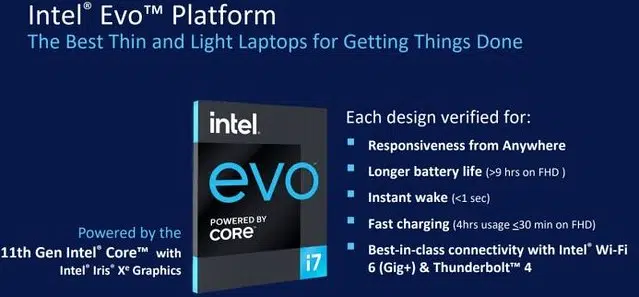 Intel® Evo™ Platform
The Best Thin and Light Laptops for Getting Things Done
intel.
evo™
POWERED BY
CORE™
i7
Powered by the
11th Gen Intel® Core™ with
Intel® Iris® Xᵉ Graphics
Each design verified for:
▪ Responsiveness from Anywhere
▪ Longer battery life (>9 hrs on FHD )
▪ Instant wake (<1 sec)
▪ Fast charging (4hrs usage ≤30 min on FHD)
▪ Best-in-class connectivity with Intel® Wi-Fi
6 (Gig+) & Thunderbolt™ 4